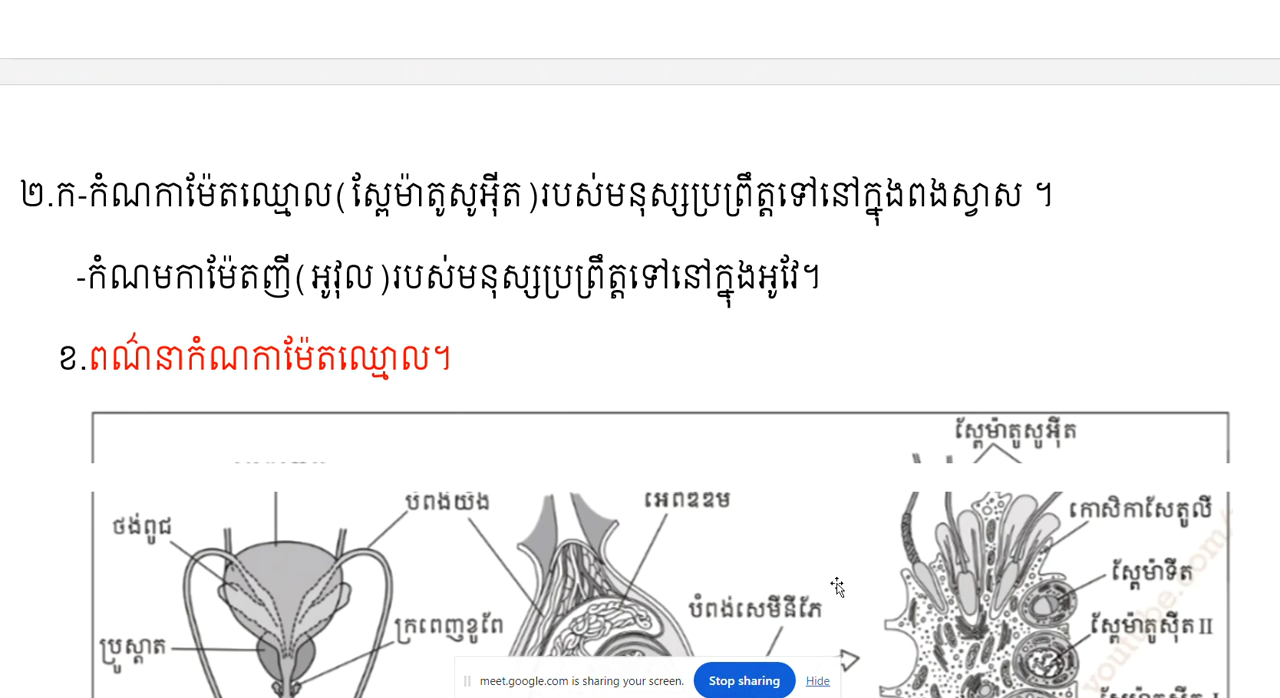 ២.ក-កំណកាម៉ែតឈ្មោល(ស្ពែម៉ាតូសូអ៊ីត)របស់មនុស្សប្រព្រឹត្តទៅនៅក្នុងពងស្វាស ។
-កំណមកាម៉ែតញី(អូវុល)របស់មនុស្សប្រព្រឹត្តទៅនៅក្នុងអូវែ។
ខ.ពណ៌នាកំណកាម៉ែតឈ្មោល។
ស្ពែម៉ាតូសូអ៊ីត
ថង់ពូជ
បំពង់យង
អេពឌឌម
កោសិកាសែតូលី
ស្ពែម៉ាទីត
បំពង់សេមីនីភែ
ក្រពេញខូពែ
ស្ពែម៉ាតូស៊ីត II
ប្រូស្តាត
youtube.com/
meet.google.com is sharing your screen.
Stop sharing
Hide